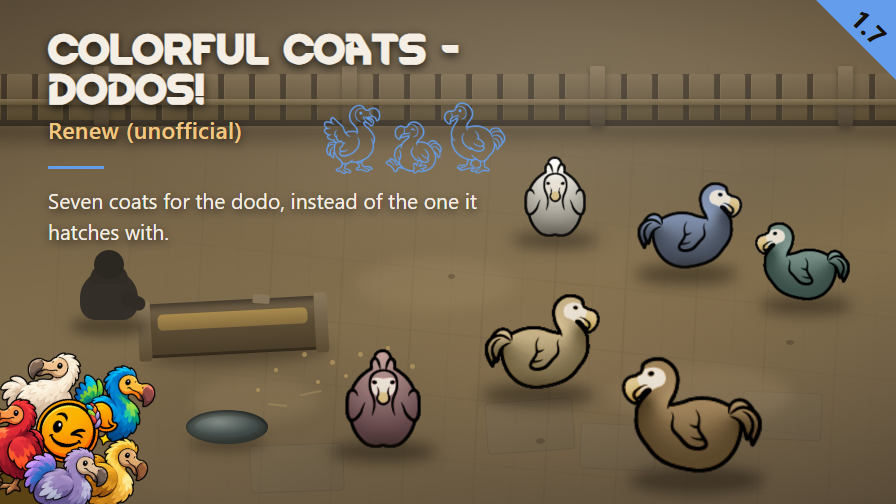 COLORFUL COATS -
DODOS!
Renew (unofficial)
Seven coats for the dodo, instead of the one it
hatches with.
1.7